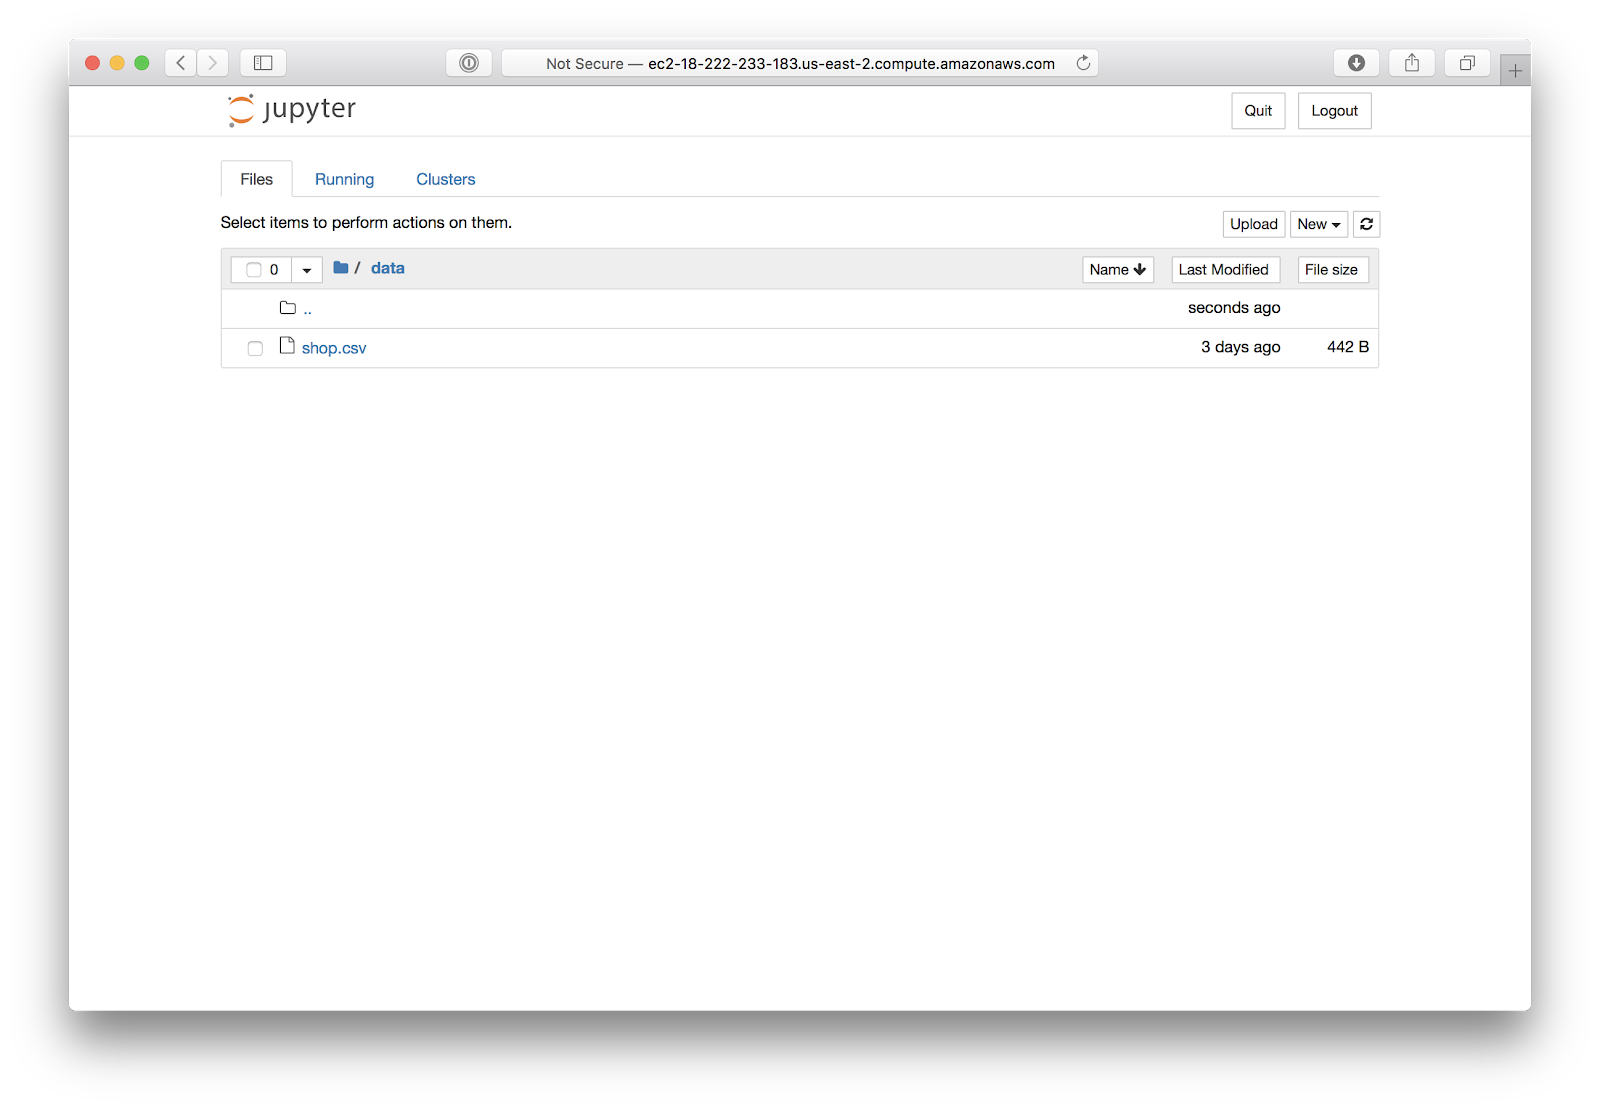 Not Secure — ec2-18-222-233-183.us-east-2.compute.amazonaws.com
jupyter
Quit Logout
Files Running Clusters
Select items to perform actions on them.
Upload New
0 / data Name Last Modified File size
.. seconds ago
shop.csv 3 days ago 442 B